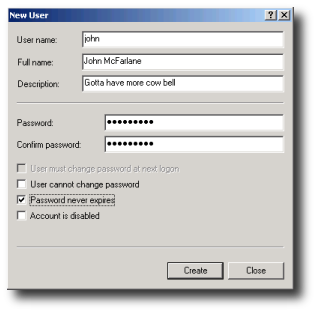 New User
User name: john
Full name: John McFarlane
Description: Gotta have more cow bell
Password: •••••••••
Confirm password: •••••••••
User must change password at next logon
User cannot change password
Password never expires
Account is disabled
Create Close